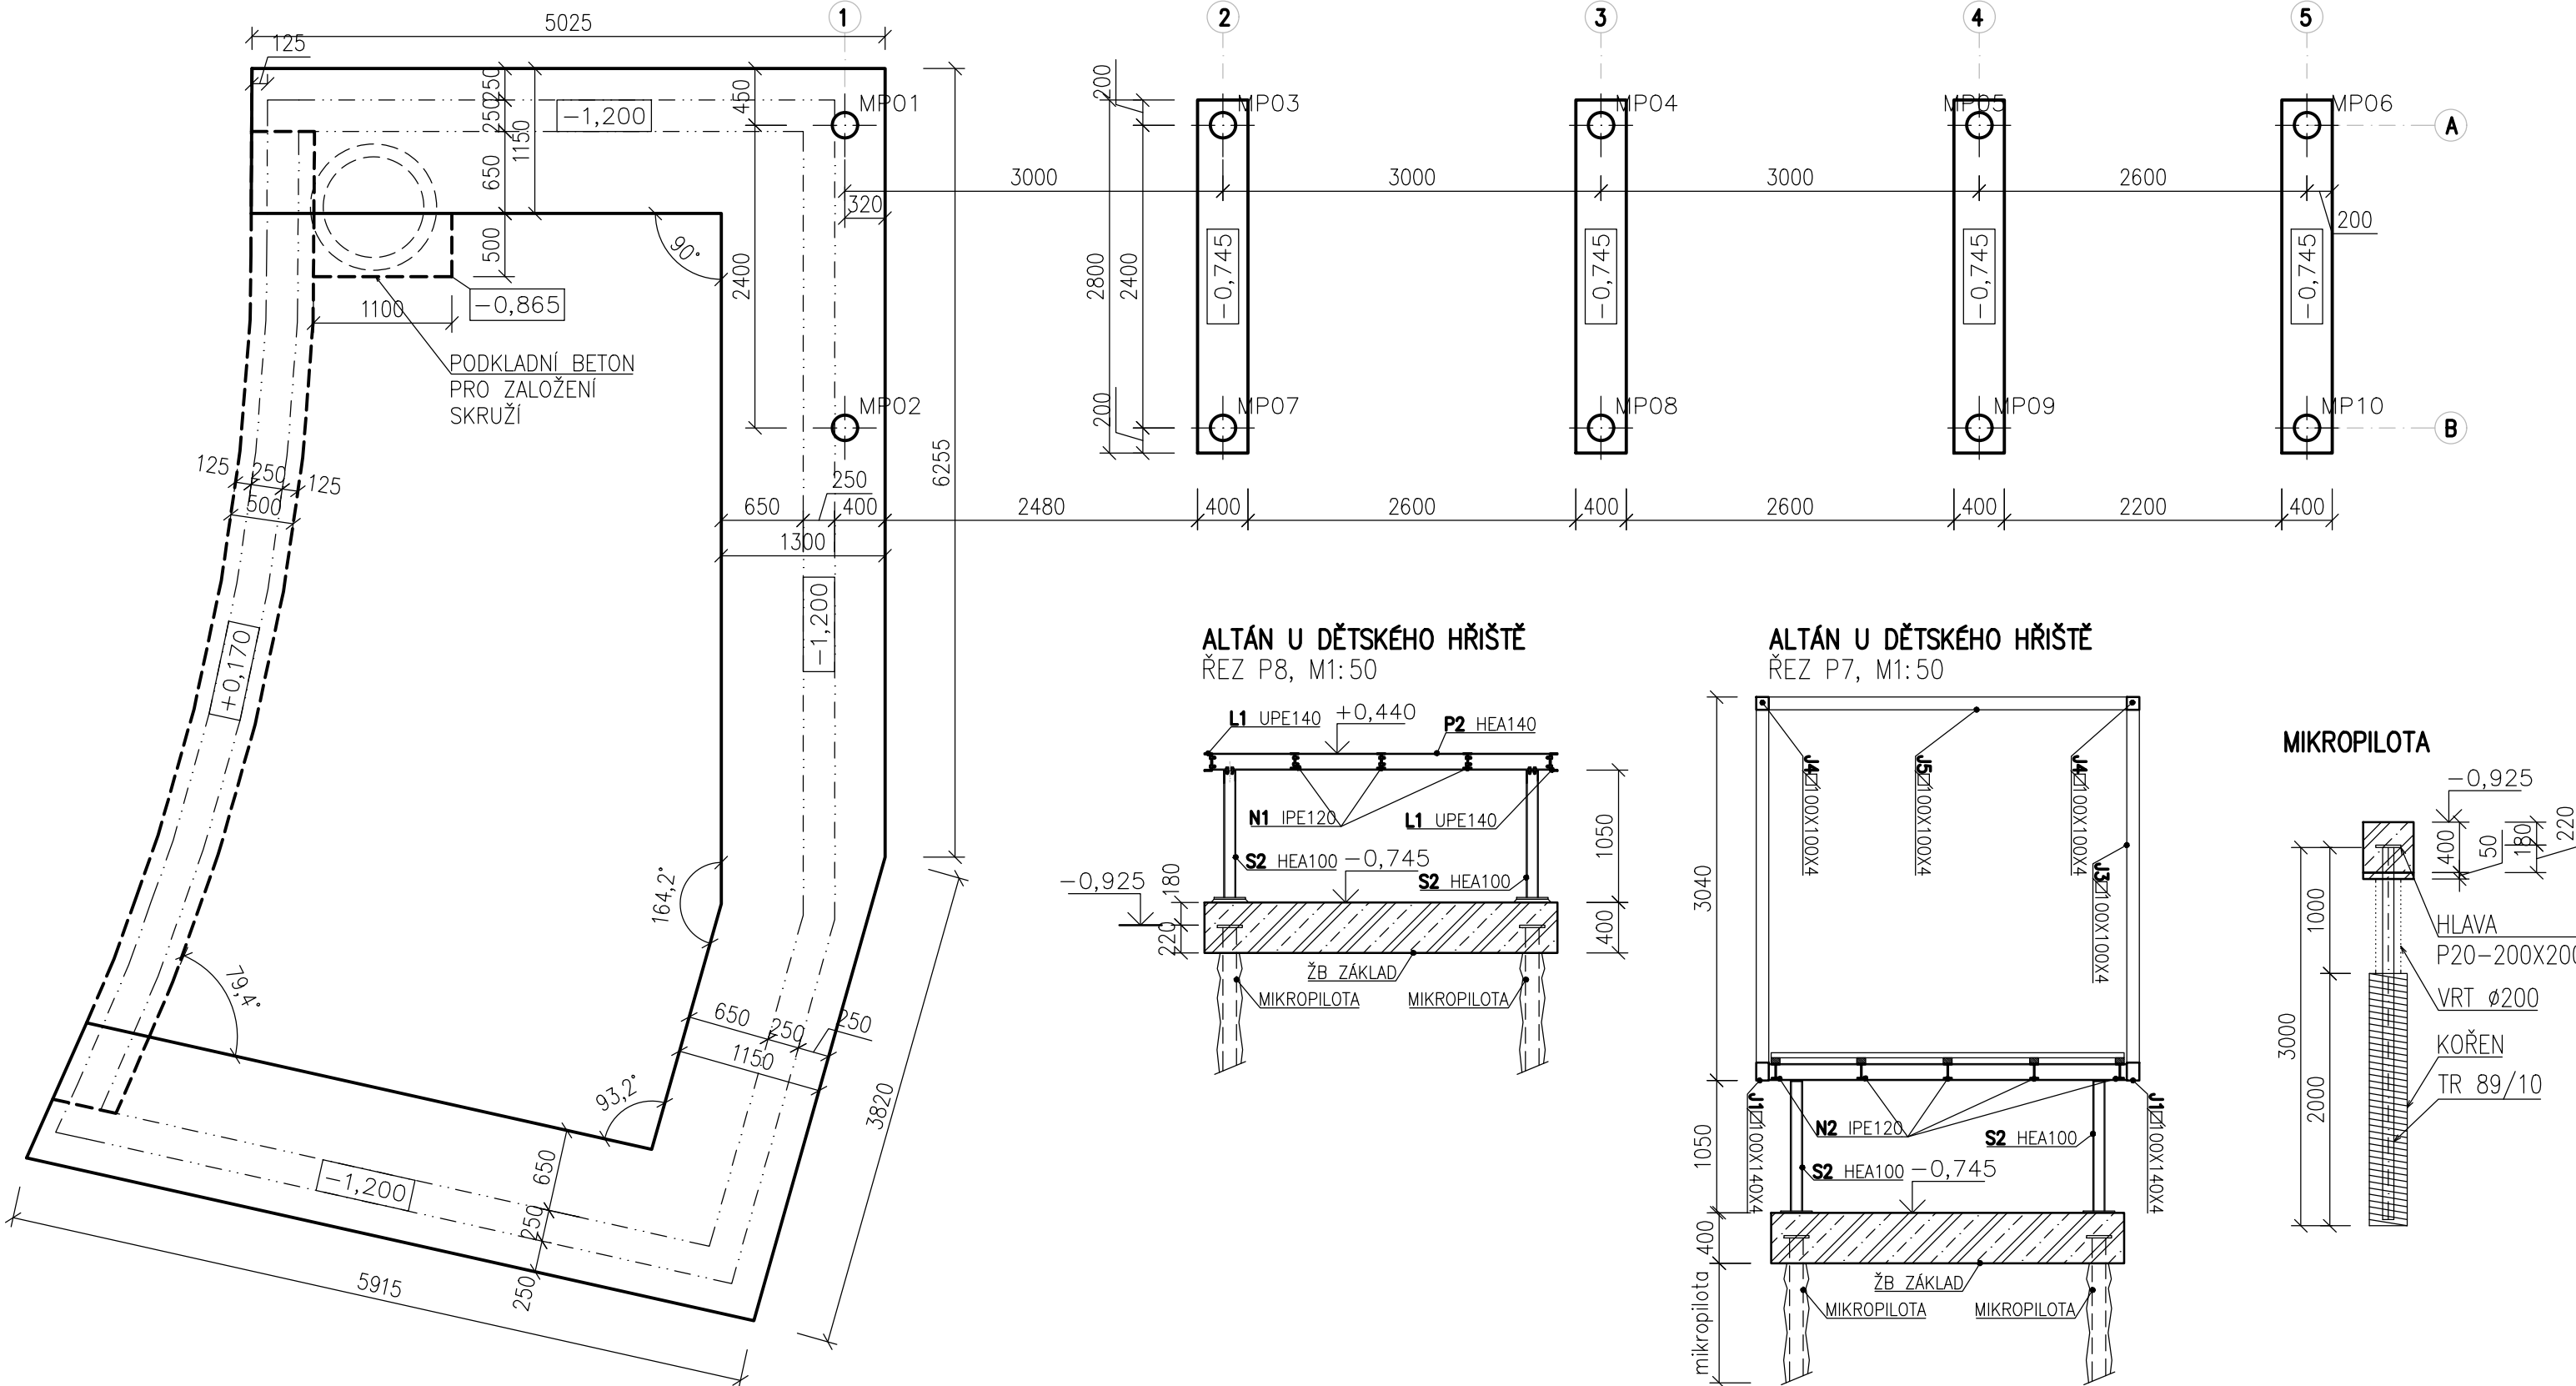 5025
1
2
3
4
5
125
250
250
650
1150
500
450
2400
−1,200
MP01
320
90°
1100
−0,865
PODKLADNÍ BETON
PRO ZALOŽENÍ
SKRUŽÍ
MP02
6255
200
2800
2400
200
MP03
MP04
MP05
MP06
A
3000
3000
3000
2600
200
−0,745
−0,745
−0,745
−0,745
MP07
MP08
MP09
MP10
B
125
250
125
500
650
250
400
1300
2480
400
2600
400
2600
400
2200
400
−1,200
+0,170
164,2°
79,4°
93,2°
650
250
250
1150
3820
650
250
250
−1,200
5915
ALTÁN U DĚTSKÉHO HŘIŠTĚ
ŘEZ P8, M1:50
L1 UPE140
+0,440
P2 HEA140
N1 IPE120
L1 UPE140
S2 HEA100
−0,745
S2 HEA100
−0,925
180
220
1050
400
ŽB ZÁKLAD
MIKROPILOTA
MIKROPILOTA
ALTÁN U DĚTSKÉHO HŘIŠTĚ
ŘEZ P7, M1:50
J4□100X100X4
J5□100X100X4
J4□100X100X4
J3□100X100X4
3040
J1□100X140X4
N2 IPE120
S2 HEA100
J1□100X140X4
S2 HEA100
−0,745
1050
400
mikropilota
ŽB ZÁKLAD
MIKROPILOTA
MIKROPILOTA
MIKROPILOTA
−0,925
400
50
180
220
1000
3000
2000
HLAVA
P20−200X200
VRT ø200
KOŘEN
TR 89/10